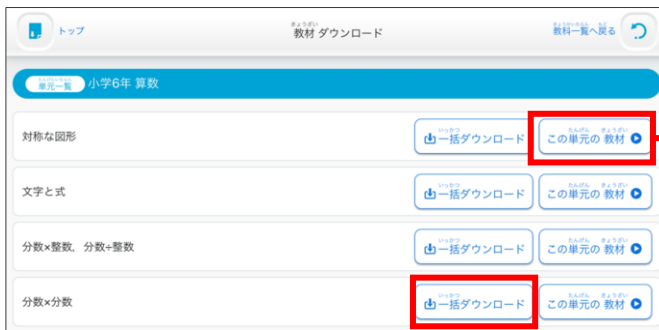 トップ
きょうざい
教材 ダウンロード
きょうかいちらん もど
教科一覧へ戻る
たんげんいちらん
単元一覧 小学6年 算数
対称な図形
いっかつ
一括ダウンロード
たんげん きょうざい
この単元の 教材
文字と式
いっかつ
一括ダウンロード
たんげん きょうざい
この単元の 教材
分数×整数，分数÷整数
いっかつ
一括ダウンロード
たんげん きょうざい
この単元の 教材
分数×分数
いっかつ
一括ダウンロード
たんげん きょうざい
この単元の 教材